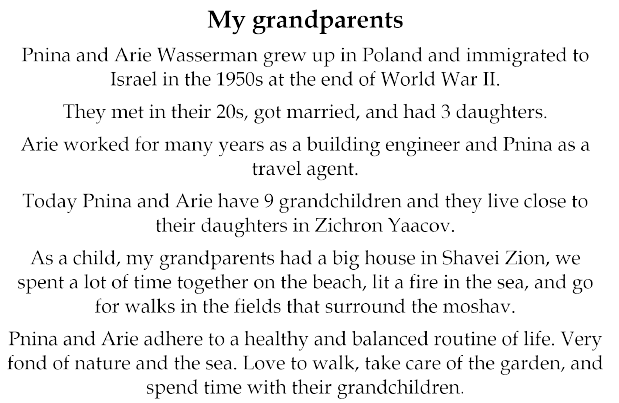 My grandparents
Pnina and Arie Wasserman grew up in Poland and immigrated to
Israel in the 1950s at the end of World War II.
They met in their 20s, got married, and had 3 daughters.
Arie worked for many years as a building engineer and Pnina as a
travel agent.
Today Pnina and Arie have 9 grandchildren and they live close to
their daughters in Zichron Yaacov.
As a child, my grandparents had a big house in Shavei Zion, we
spent a lot of time together on the beach, lit a fire in the sea, and go
for walks in the fields that surround the moshav.
Pnina and Arie adhere to a healthy and balanced routine of life. Very
fond of nature and the sea. Love to walk, take care of the garden, and
spend time with their grandchildren.